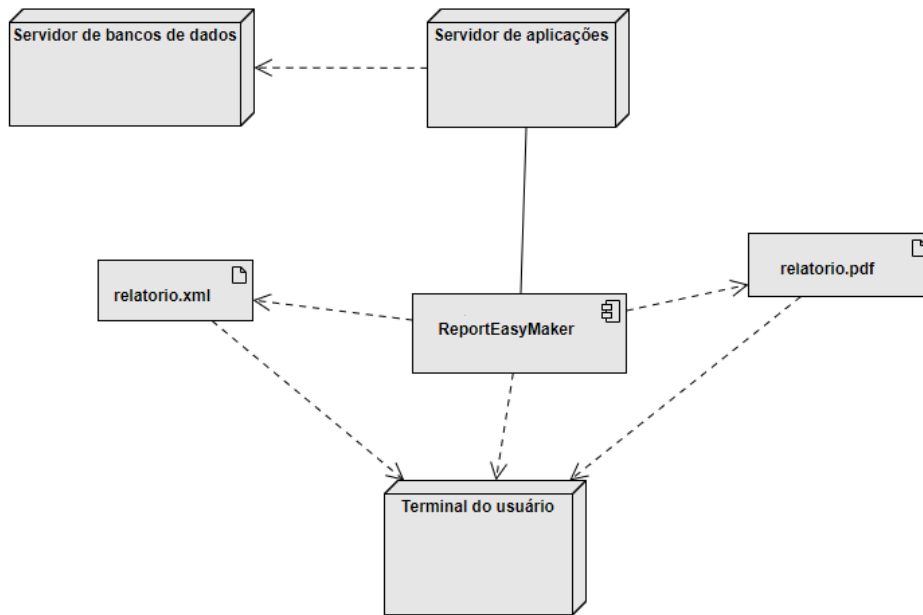 Servidor de bancos de dados
Servidor de aplicações
relatorio.xml
ReportEasyMaker
relatorio.pdf
Terminal do usuário